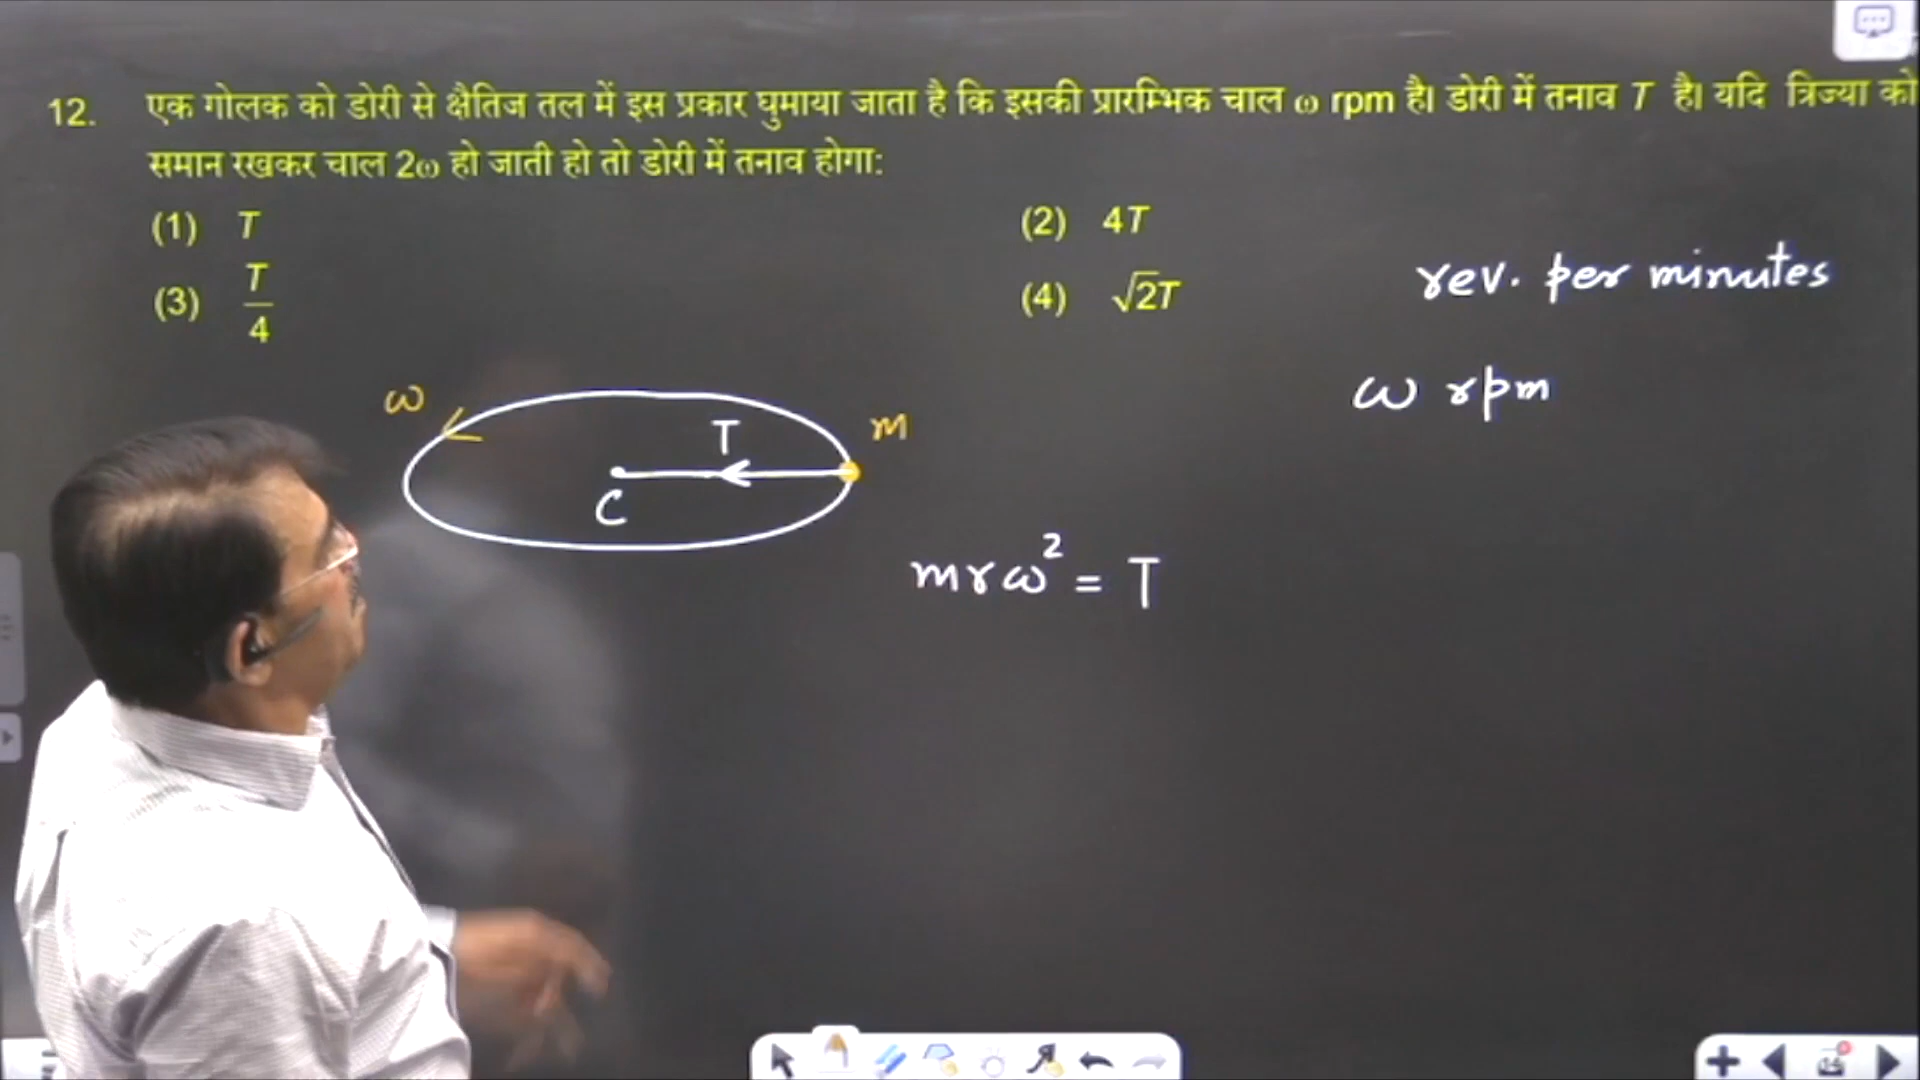 12. एक गोलक को डोरी से क्षैतिज तल में इस प्रकार घुमाया जाता है कि इसकी प्रारम्भिक चाल ω rpm है। डोरी में तनाव T है। यदि त्रिज्या को
समान रखकर चाल 2ω हो जाती हो तो डोरी में तनाव होगा:
(1) T (2) 4T
(3) T/4 (4) √2T
rev. per minutes
ω rpm
ω
T
m
C
mrω² = T